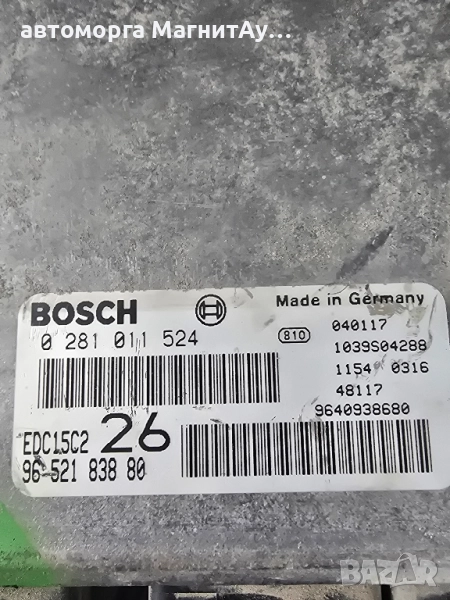 автоморга МагнитАу...
BOSCH
Made in Germany
0 281 011 524
810
040117
1039S04288
1154 0316
48117
9640938680
EDC15C2 26
96 521 838 80
BAZAR